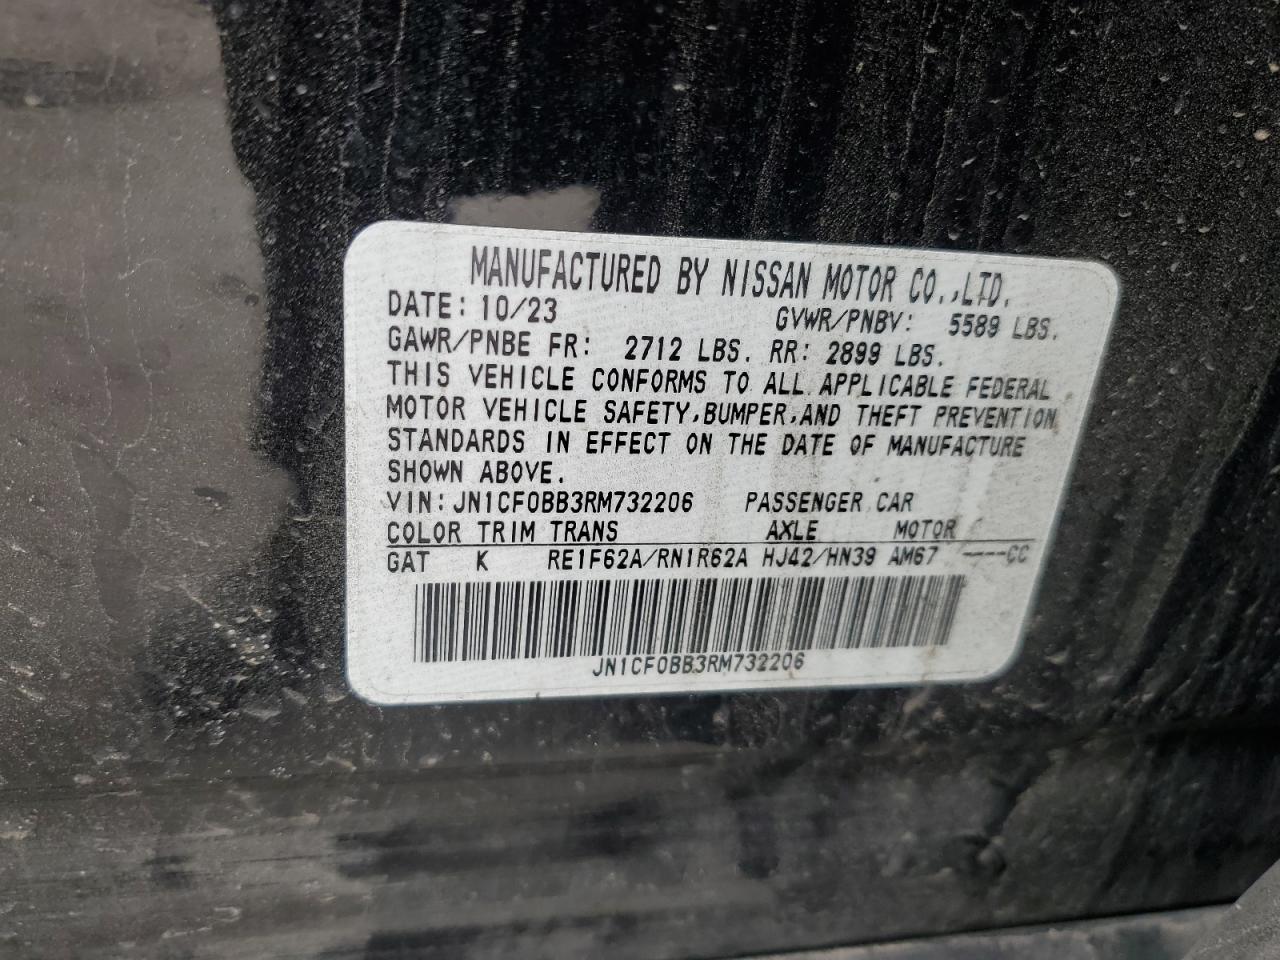 MANUFACTURED BY NISSAN MOTOR CO.,LTD.
DATE: 10/23 GVWR/PNBV: 5589 LBS.
GAWR/PNBE FR: 2712 LBS. RR: 2899 LBS.
THIS VEHICLE CONFORMS TO ALL APPLICABLE FEDERAL
MOTOR VEHICLE SAFETY,BUMPER,AND THEFT PREVENTION
STANDARDS IN EFFECT ON THE DATE OF MANUFACTURE
SHOWN ABOVE.
VIN: JN1CF0BB3RM732206 PASSENGER CAR
COLOR TRIM TRANS AXLE MOTOR
GAT K RE1F62A/RN1R62A HJ42/HN39 AM67 ----CC
JN1CF0BB3RM732206